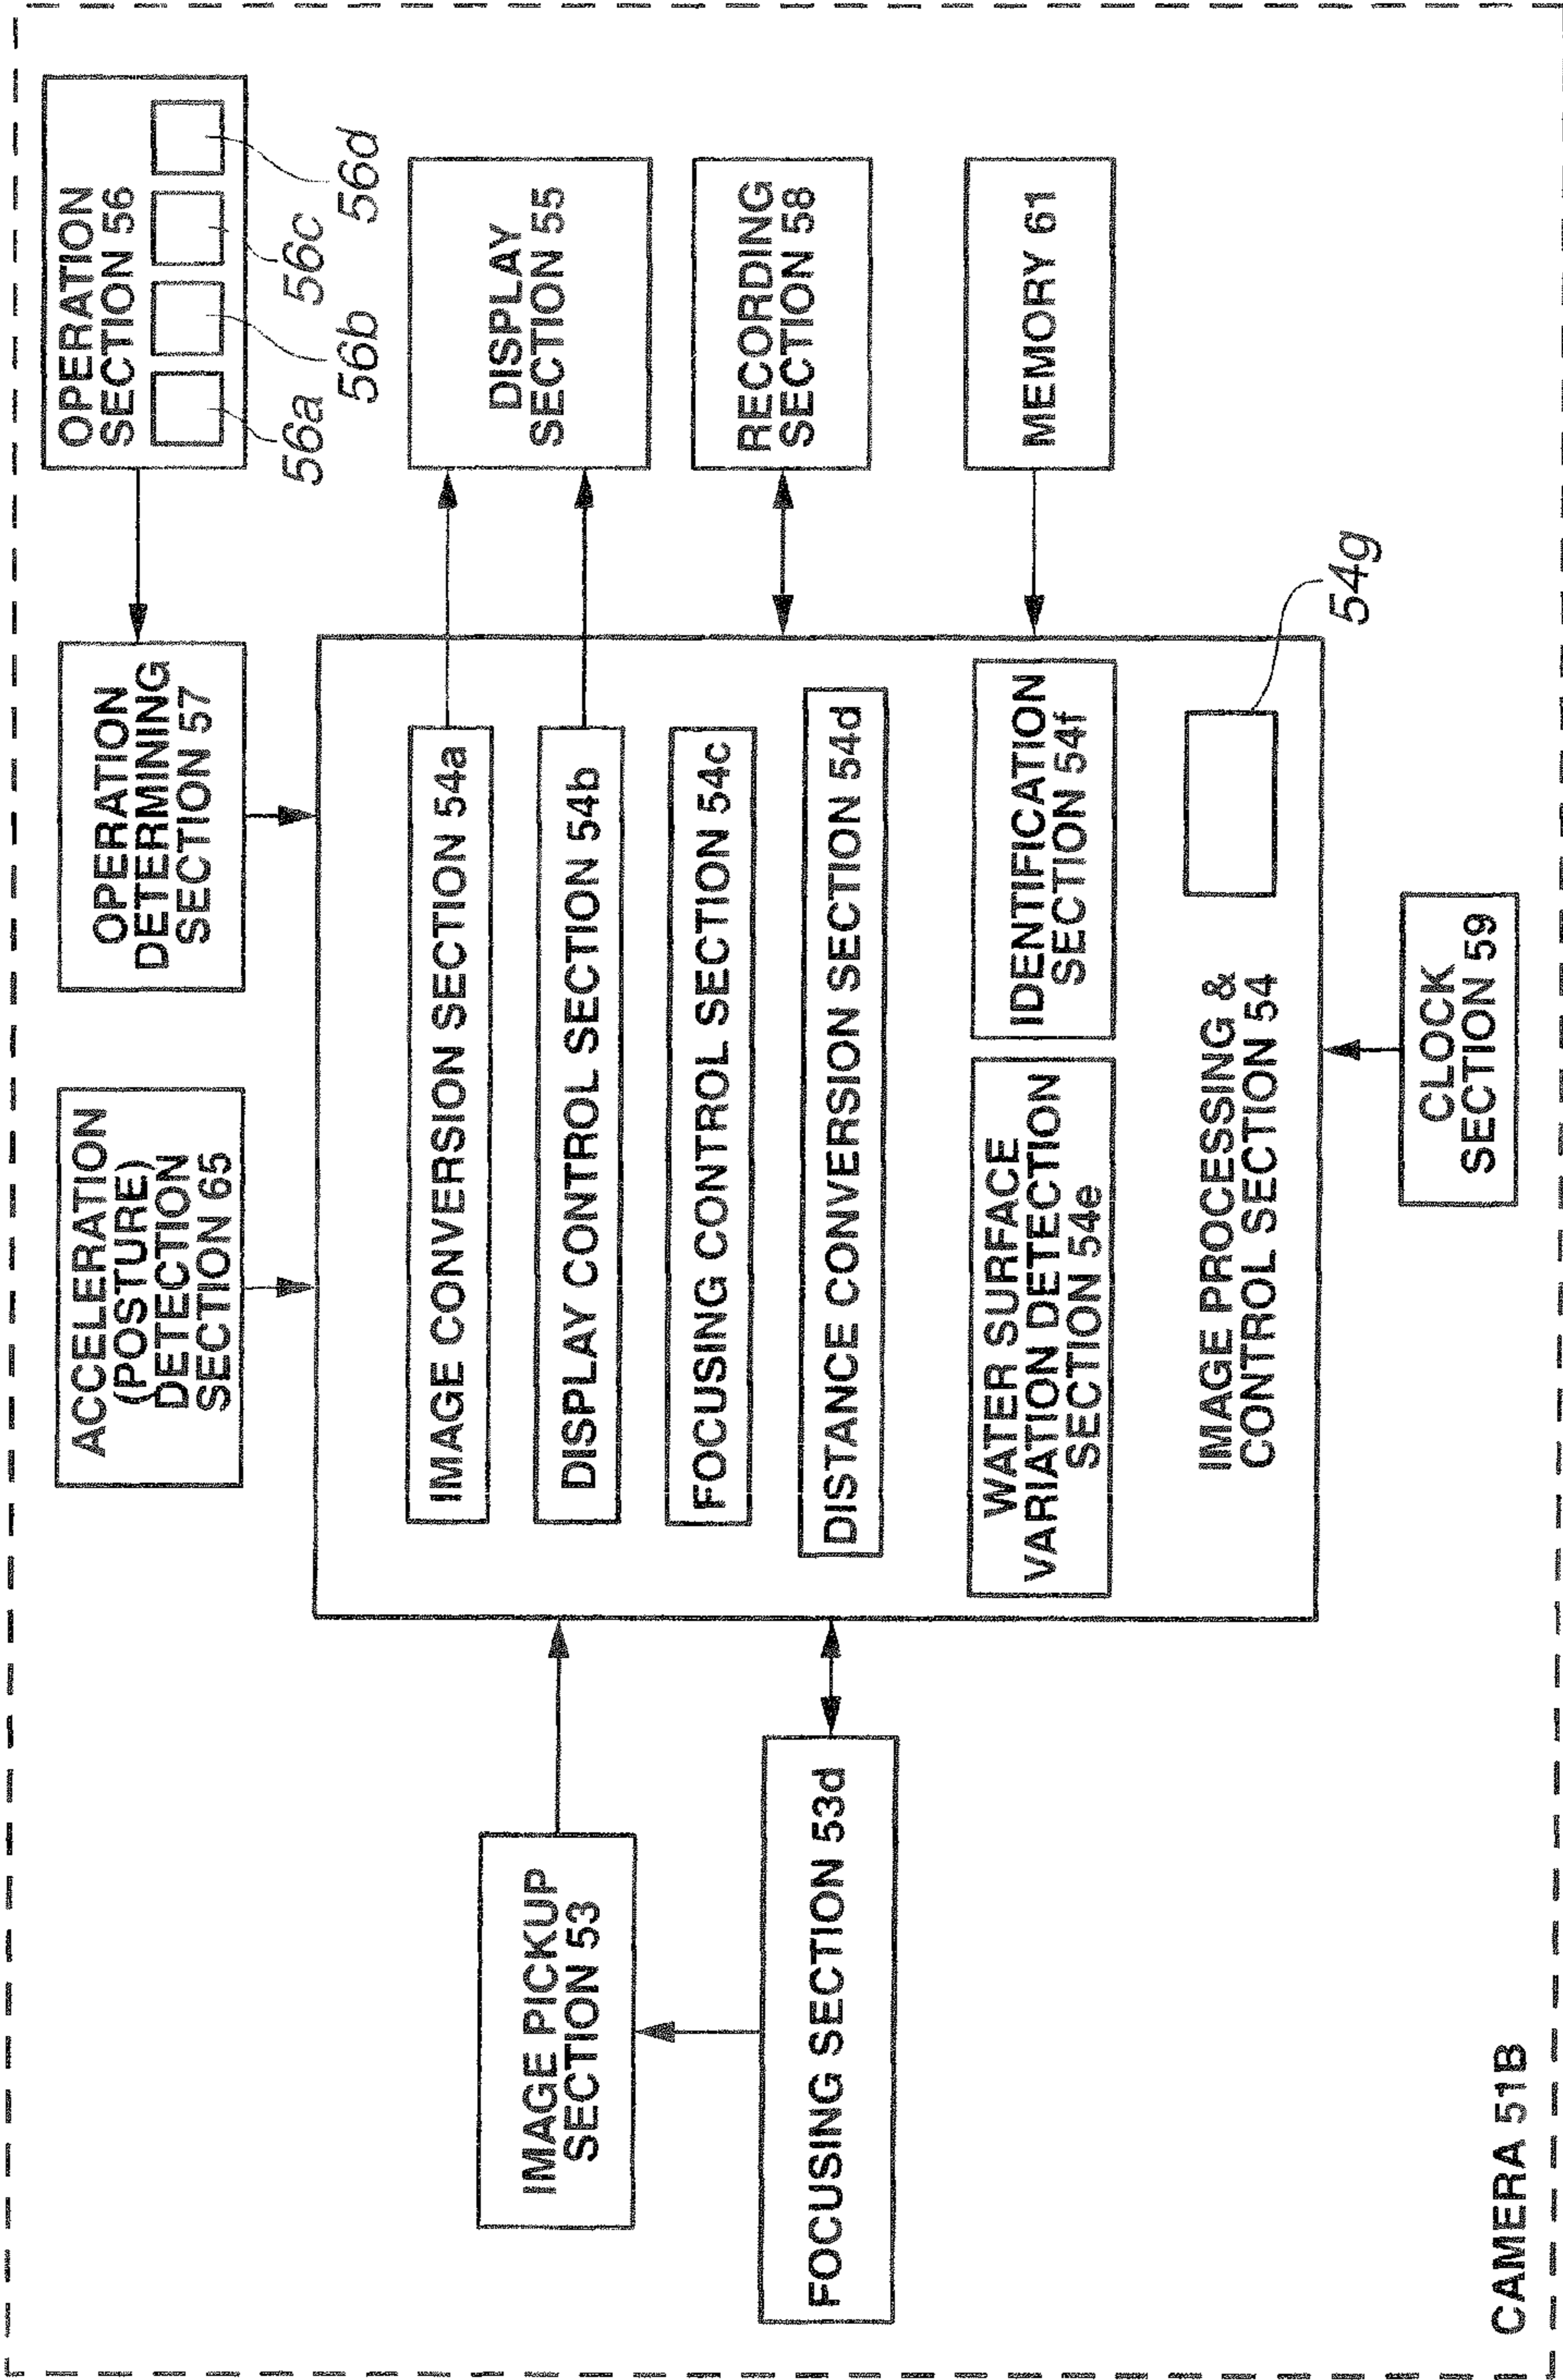 ACCELERATION
(POSTURE)
DETECTION
SECTION 65
OPERATION
DETERMINING
SECTION 57
OPERATION
SECTION 56
56a
56b
56c
56d
IMAGE PICKUP
SECTION 53
FOCUSING SECTION 53d
IMAGE CONVERSION SECTION 54a
DISPLAY CONTROL SECTION 54b
FOCUSING CONTROL SECTION 54c
DISTANCE CONVERSION SECTION 54d
WATER SURFACE
VARIATION DETECTION
SECTION 54e
IDENTIFICATION
SECTION 54f
54g
IMAGE PROCESSING &
CONTROL SECTION 54
DISPLAY
SECTION 55
RECORDING
SECTION 58
MEMORY 61
CLOCK
SECTION 59
CAMERA 51B